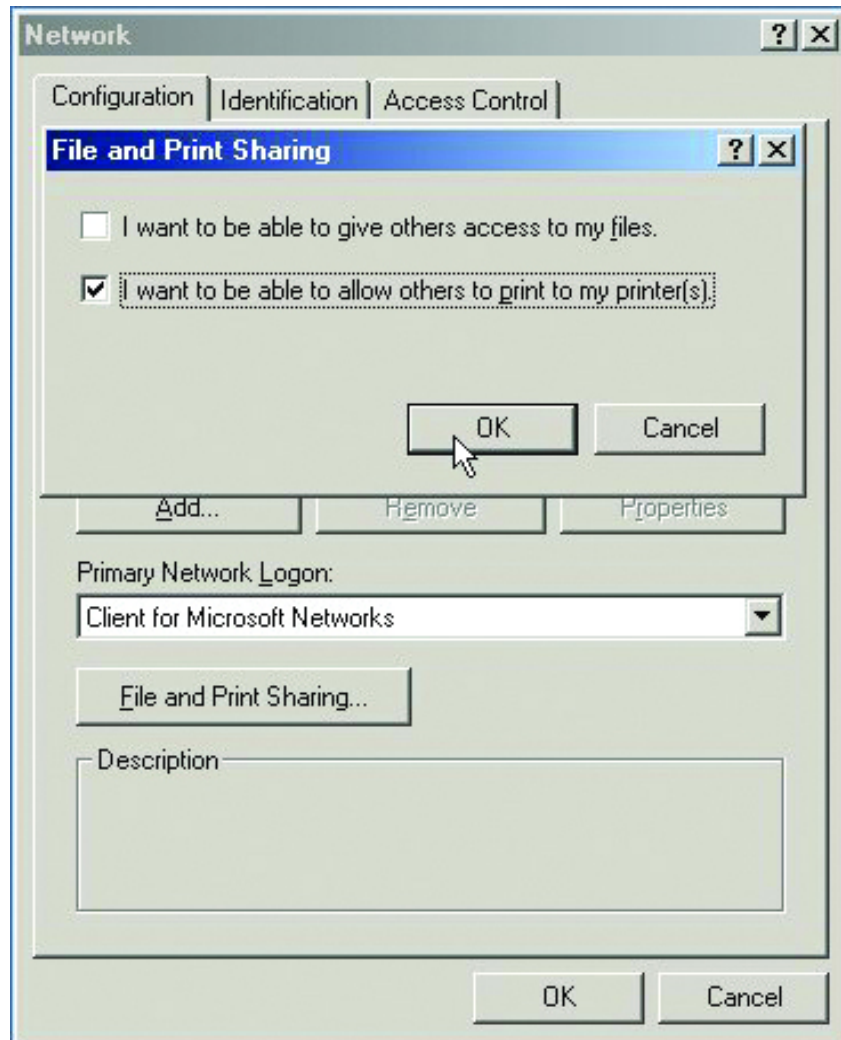 Network
Configuration Identification Access Control
File and Print Sharing
I want to be able to give others access to my files.
I want to be able to allow others to print to my printer(s).
OK Cancel
Add... Remove Properties
Primary Network Logon:
Client for Microsoft Networks
File and Print Sharing...
Description
OK Cancel